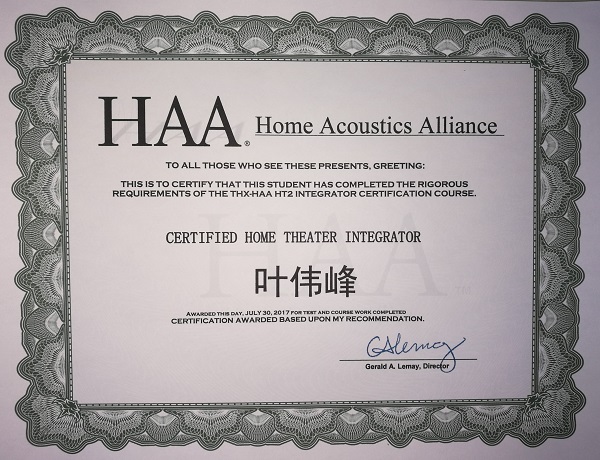 HAA® Home Acoustics Alliance
TO ALL THOSE WHO SEE THESE PRESENTS, GREETING:
THIS IS TO CERTIFY THAT THIS STUDENT HAS COMPLETED THE RIGOROUS
REQUIREMENTS OF THE THX-HAA HT2 INTEGRATOR CERTIFICATION COURSE.
CERTIFIED HOME THEATER INTEGRATOR
HAA™
叶伟峰
AWARDED THIS DAY, JULY 30, 2017 FOR TEST AND COURSE WORK COMPLETED
CERTIFICATION AWARDED BASED UPON MY RECOMMENDATION.
GALemay
Gerald A. Lemay, Director